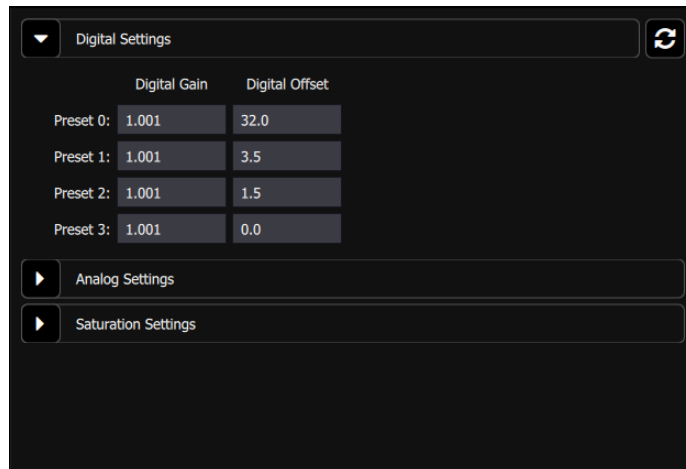 Digital Settings
Digital Gain Digital Offset
Preset 0: 1.001 32.0
Preset 1: 1.001 3.5
Preset 2: 1.001 1.5
Preset 3: 1.001 0.0
Analog Settings
Saturation Settings